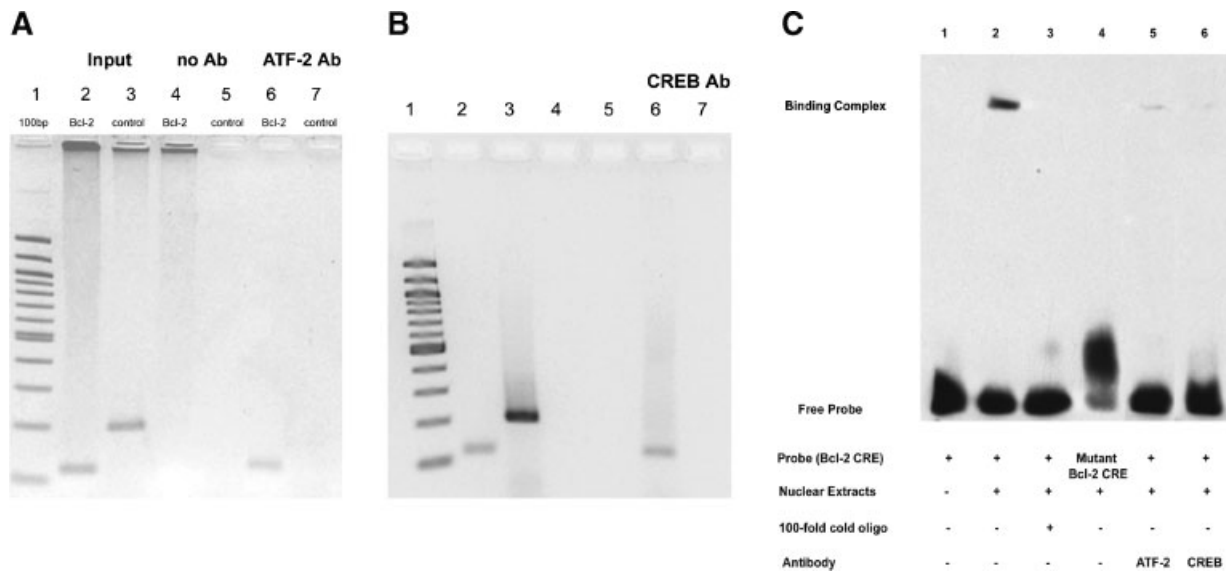 A
Input no Ab ATF-2 Ab
1 2 3 4 5 6 7
100bp Bcl-2 control Bcl-2 control Bcl-2 control
B
CREB Ab
1 2 3 4 5 6 7
C
1 2 3 4 5 6
Binding Complex
Free Probe
Probe (Bcl-2 CRE) + + + Mutant Bcl-2 CRE + +
Nuclear Extracts - + + + + +
100-fold cold oligo - - + - - -
Antibody - - - - ATF-2 CREB